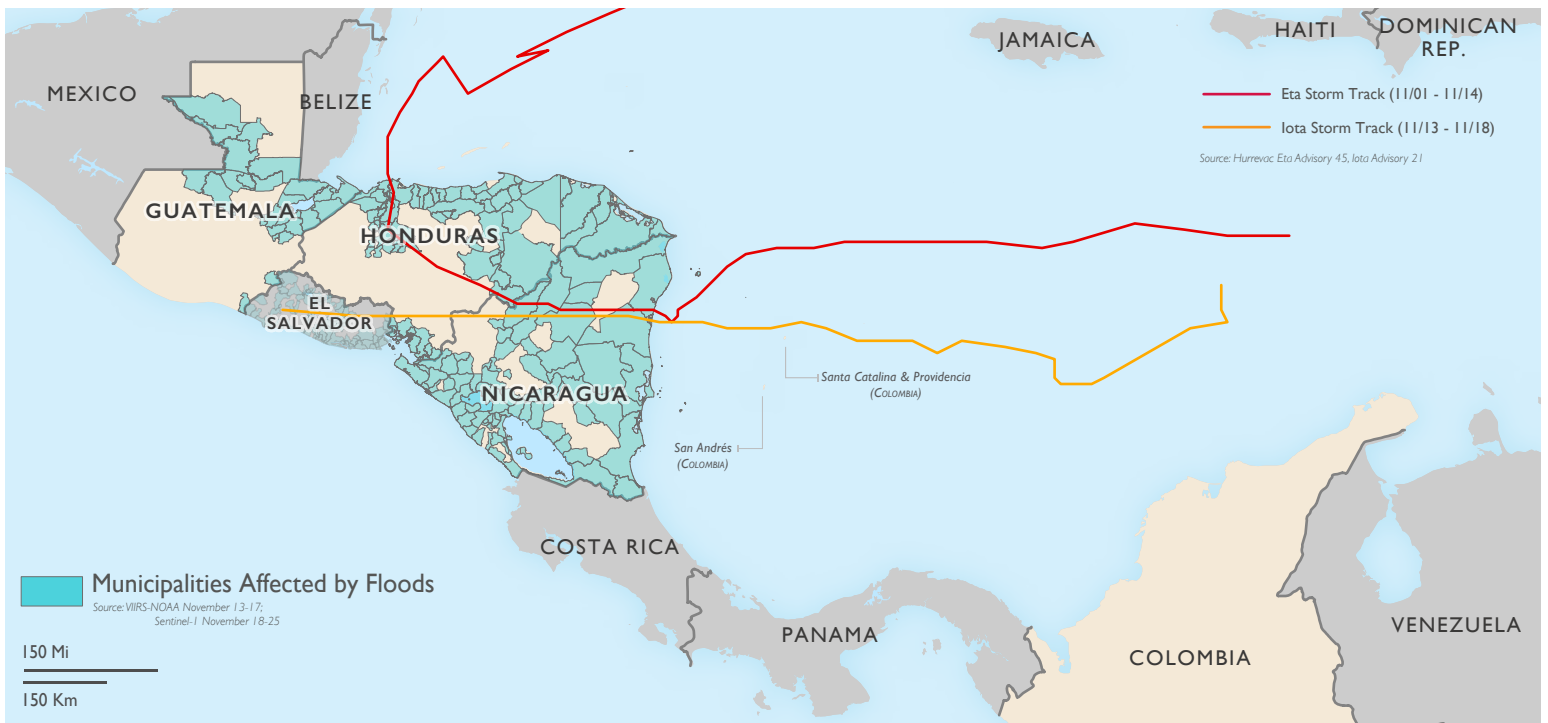 JAMAICA
HAITI
DOMINICAN
REP.
MEXICO
BELIZE
Eta Storm Track (11/01 - 11/14)
Iota Storm Track (11/13 - 11/18)
Source: Hurrevac Eta Advisory 45, Iota Advisory 21
GUATEMALA
HONDURAS
EL
SALVADOR
NICARAGUA
Santa Catalina & Providencia
(COLOMBIA)
San Andrés
(COLOMBIA)
COSTA RICA
PANAMA
COLOMBIA
VENEZUELA
Municipalities Affected by Floods
Source: VIIRS-NOAA November 13-17;
Sentinel-1 November 18-25
150 Mi
150 Km